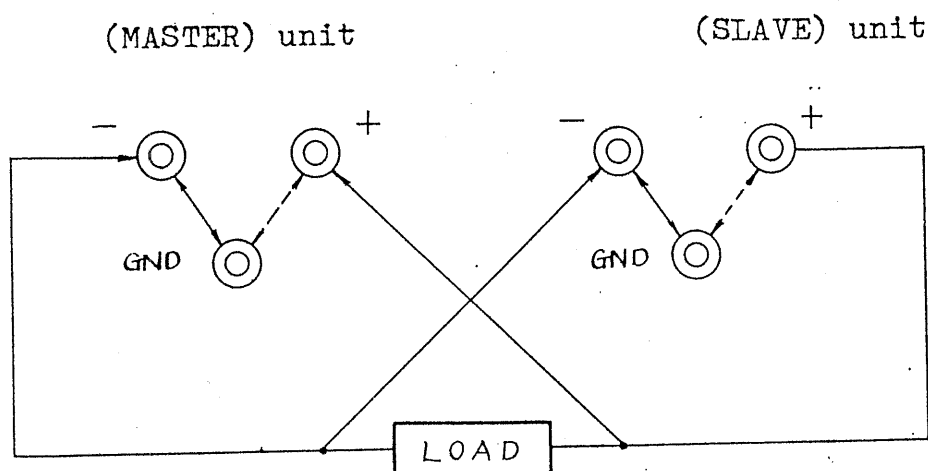 (MASTER) unit (SLAVE) unit
- + - +
GND GND
LOAD